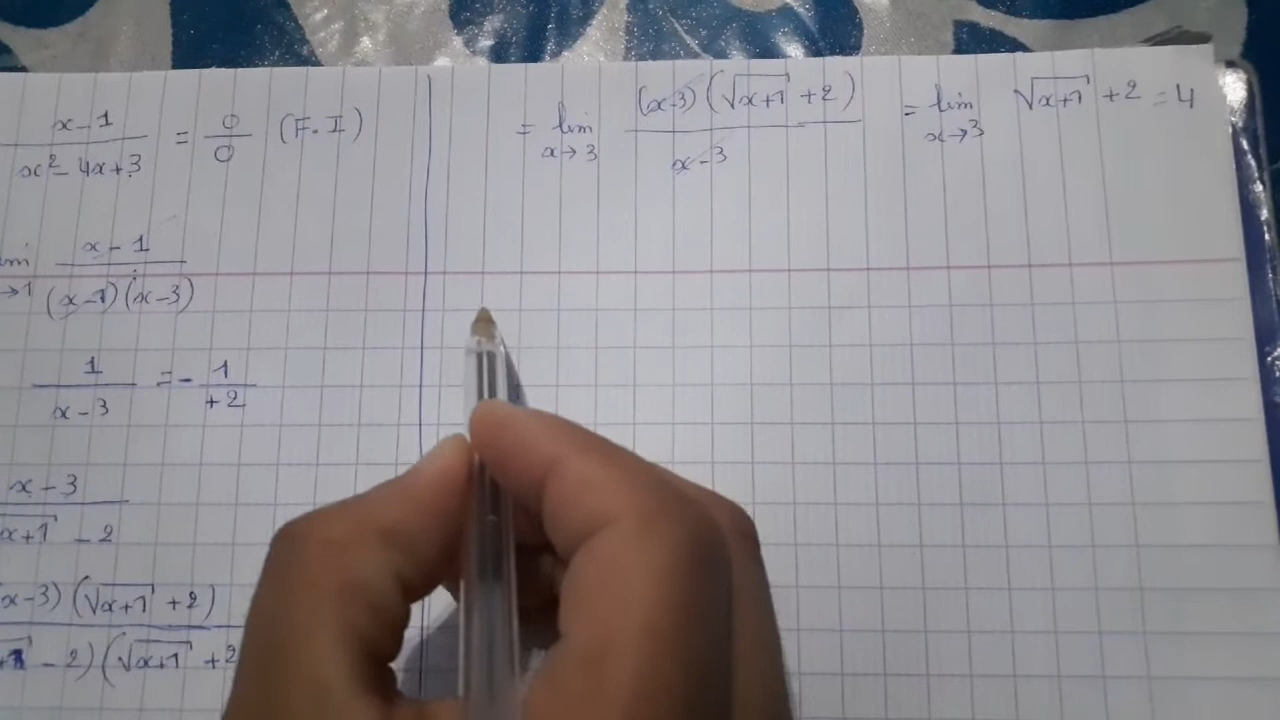 x-1 / x² - 4x+3 = 0/0 (F.I)
x-1 / (x-1)(x-3)
→1
1 / x-3 = - 1 / +2
x-3 / √x+1 - 2
x-3) (√x+1 +2) / - 2) (√x+1 +2
= lim x→3 (x-3) (√x+1 +2) / x-3 = lim x→3 √x+1 +2 = 4